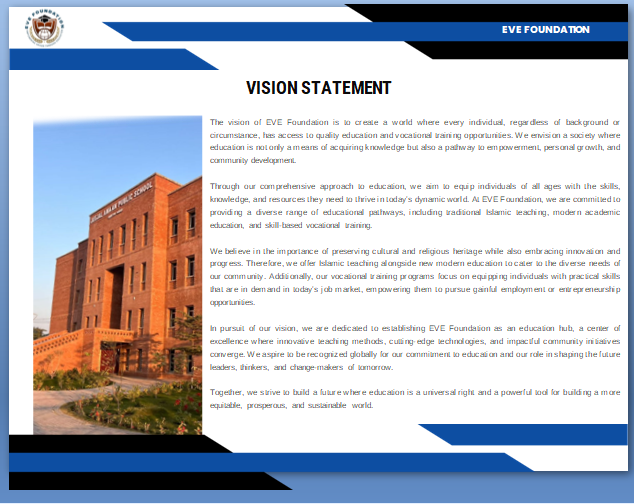 EVE FOUNDATION
EVE FOUNDATION
VISION STATEMENT
PUBLIC SCHOOL
The vision of EVE Foundation is to create a world where every individual, regardless of background or
circumstance, has access to quality education and vocational training opportunities. We envision a society where
education is not only a means of acquiring knowledge but also a pathway to empowerment, personal growth, and
community development.
Through our comprehensive approach to education, we aim to equip individuals of all ages with the skills,
knowledge, and resources they need to thrive in today's dynamic world. At EVE Foundation, we are committed to
providing a diverse range of educational pathways, including traditional Islamic teaching, modern academic
education, and skill-based vocational training.
We believe in the importance of preserving cultural and religious heritage while also embracing innovation and
progress. Therefore, we offer Islamic teaching alongside new modern education to cater to the diverse needs of
our community. Additionally, our vocational training programs focus on equipping individuals with practical skills
that are in demand in today's job market, empowering them to pursue gainful employment or entrepreneurship
opportunities.
In pursuit of our vision, we are dedicated to establishing EVE Foundation as an education hub, a center of
excellence where innovative teaching methods, cutting-edge technologies, and impactful community initiatives
converge. We aspire to be recognized globally for our commitment to education and our role in shaping the future
leaders, thinkers, and change-makers of tomorrow.
Together, we strive to build a future where education is a universal right and a powerful tool for building a more
equitable, prosperous, and sustainable world.